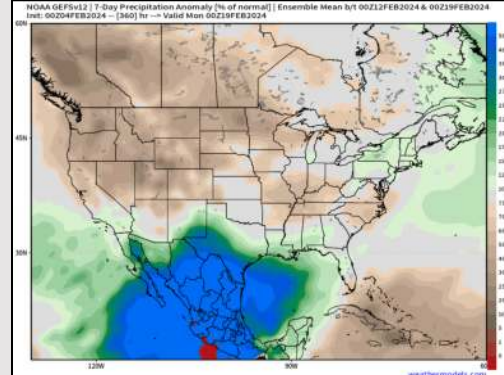 NOAA GEFSv12 | 7-Day Precipitation Anomaly [% of normal] | Ensemble Mean b/t 00Z12FEB2024 & 00Z19FEB2024
Init: 00Z04FEB2024 -- [360] hr --> Valid Mon 00Z19FEB2024
60N
45N
30N
120W
90W
60
weathermodels.com